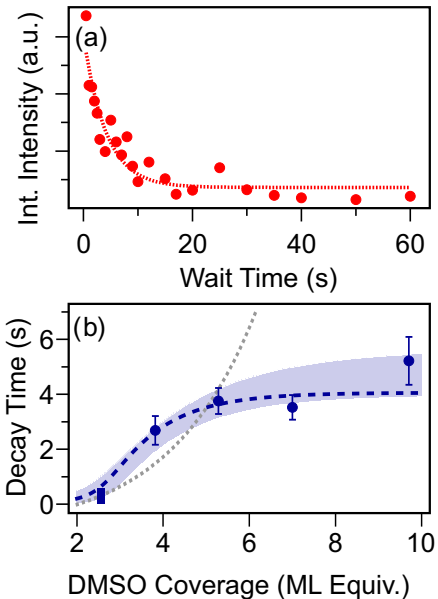 (a)
Int. Intensity (a.u.)
0 20 40 60
Wait Time (s)
(b)
Decay Time (s)
6
4
2
0
2 4 6 8 10
DMSO Coverage (ML Equiv.)